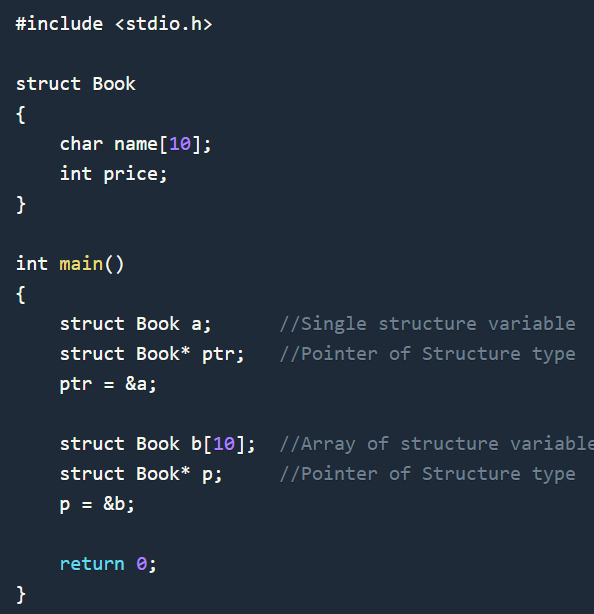 #include <stdio.h>
struct Book
{
    char name[10];
    int price;
}
int main()
{
    struct Book a;      //Single structure variable
    struct Book* ptr;   //Pointer of Structure type
    ptr = &a;
    struct Book b[10];  //Array of structure variable
    struct Book* p;     //Pointer of Structure type
    p = &b;
    return 0;
}